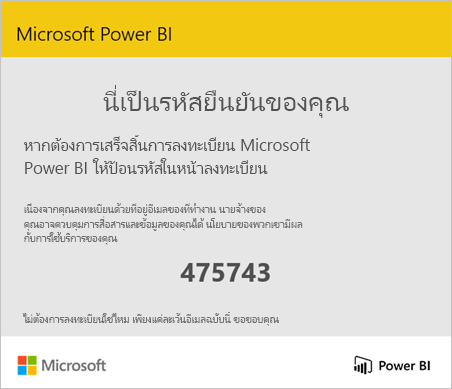 Microsoft Power BI
นี่เป็นรหัสยืนยันของคุณ
หากต้องการเสร็จสิ้นการลงทะเบียน Microsoft
Power BI ให้ป้อนรหัสในหน้าลงทะเบียน
เนื่องจากคุณลงทะเบียนด้วยที่อยู่อีเมลของที่ทำงาน นายจ้างของ
คุณอาจควบคุมการสื่อสารและข้อมูลของคุณได้ นโยบายของพวกเขามีผล
กับการใช้บริการของคุณ
475743
ไม่ต้องการลงทะเบียนใช่ไหม เพียงแค่ละเว้นอีเมลฉบับนี้ ขอขอบคุณ
Microsoft
Power BI